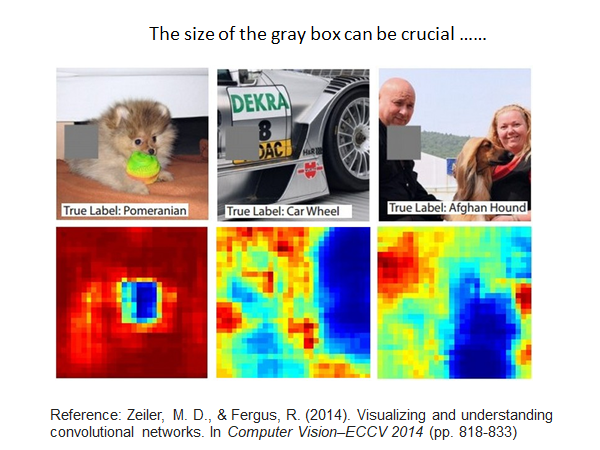 The size of the gray box can be crucial ……
DEKRA
8
DAC
H&R
True Label: Pomeranian
True Label: Car Wheel
True Label: Afghan Hound
Reference: Zeiler, M. D., & Fergus, R. (2014). Visualizing and understanding
convolutional networks. In Computer Vision–ECCV 2014 (pp. 818-833)